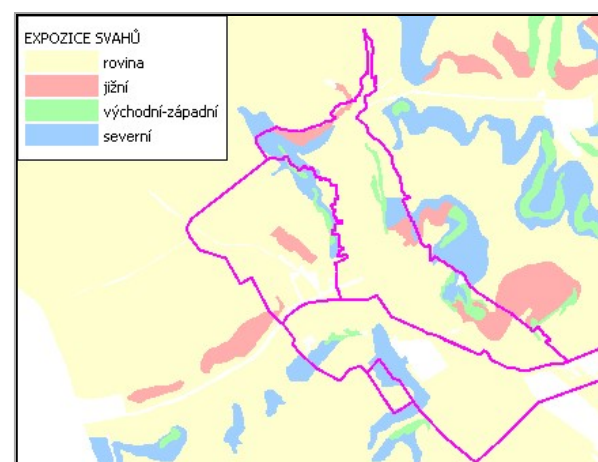 EXPOZICE SVAHŮ
rovina
jižní
východní-západní
severní